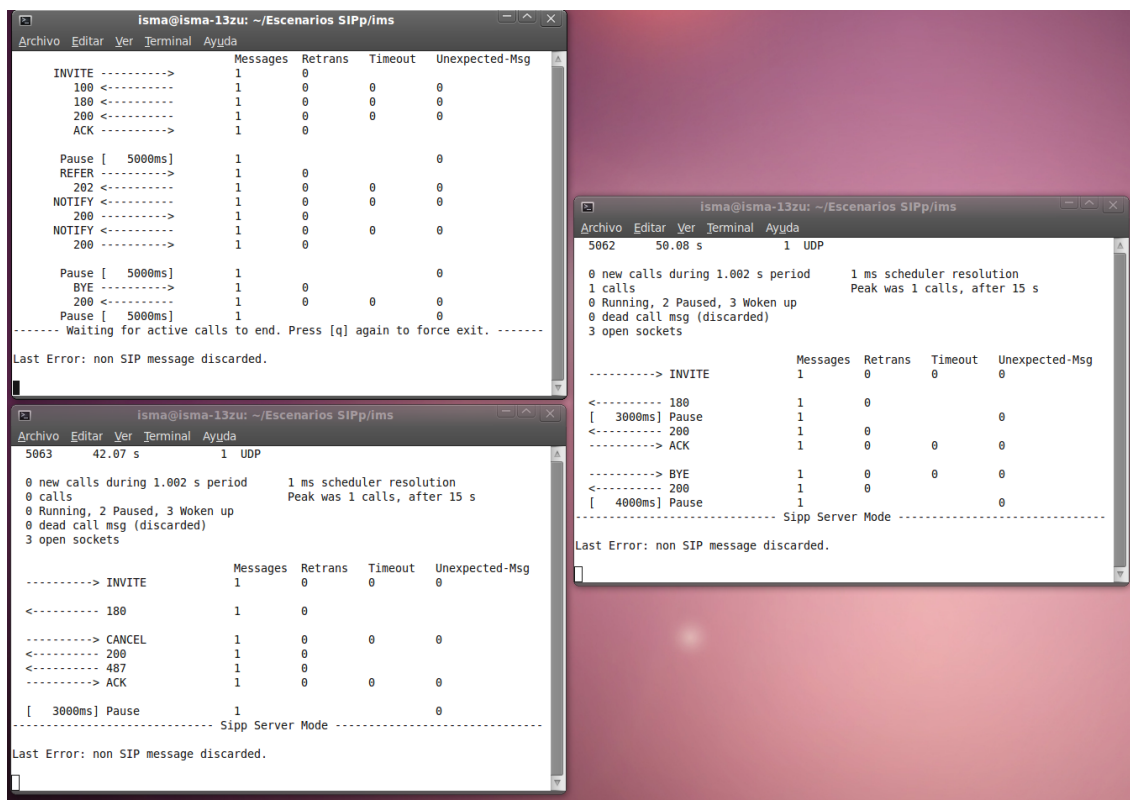 isma@isma-13zu: ~/Escenarios SIPp/ims
Archivo Editar Ver Terminal Ayuda
Messages Retrans Timeout Unexpected-Msg
INVITE ----------> 1 0
100 <---------- 1 0 0 0
180 <---------- 1 0 0 0
200 <---------- 1 0 0 0
ACK ----------> 1 0
Pause [ 5000ms] 1 0
REFER ----------> 1 0
202 <---------- 1 0 0 0
NOTIFY <---------- 1 0 0 0
200 ----------> 1 0
NOTIFY <---------- 1 0 0 0
200 ----------> 1 0
Pause [ 5000ms] 1 0
BYE ----------> 1 0
200 <---------- 1 0 0 0
Pause [ 5000ms] 1 0
------- Waiting for active calls to end. Press [q] again to force exit. -------
Last Error: non SIP message discarded.
isma@isma-13zu: ~/Escenarios SIPp/ims
Archivo Editar Ver Terminal Ayuda
5063 42.07 s 1 UDP
0 new calls during 1.002 s period 1 ms scheduler resolution
0 calls Peak was 1 calls, after 15 s
0 Running, 2 Paused, 3 Woken up
0 dead call msg (discarded)
3 open sockets
Messages Retrans Timeout Unexpected-Msg
----------> INVITE 1 0 0 0
<---------- 180 1 0
----------> CANCEL 1 0 0 0
<---------- 200 1 0
<---------- 487 1 0
----------> ACK 1 0 0 0
[ 3000ms] Pause 1 0
------------------------------ Sipp Server Mode -------------------------------
Last Error: non SIP message discarded.
isma@isma-13zu: ~/Escenarios SIPp/ims
Archivo Editar Ver Terminal Ayuda
5062 50.08 s 1 UDP
0 new calls during 1.002 s period 1 ms scheduler resolution
1 calls Peak was 1 calls, after 15 s
0 Running, 2 Paused, 3 Woken up
0 dead call msg (discarded)
3 open sockets
Messages Retrans Timeout Unexpected-Msg
----------> INVITE 1 0 0 0
<---------- 180 1 0
[ 3000ms] Pause 1 0
<---------- 200 1 0
----------> ACK 1 0 0 0
----------> BYE 1 0 0 0
<---------- 200 1 0
[ 4000ms] Pause 1 0
------------------------------ Sipp Server Mode -------------------------------
Last Error: non SIP message discarded.